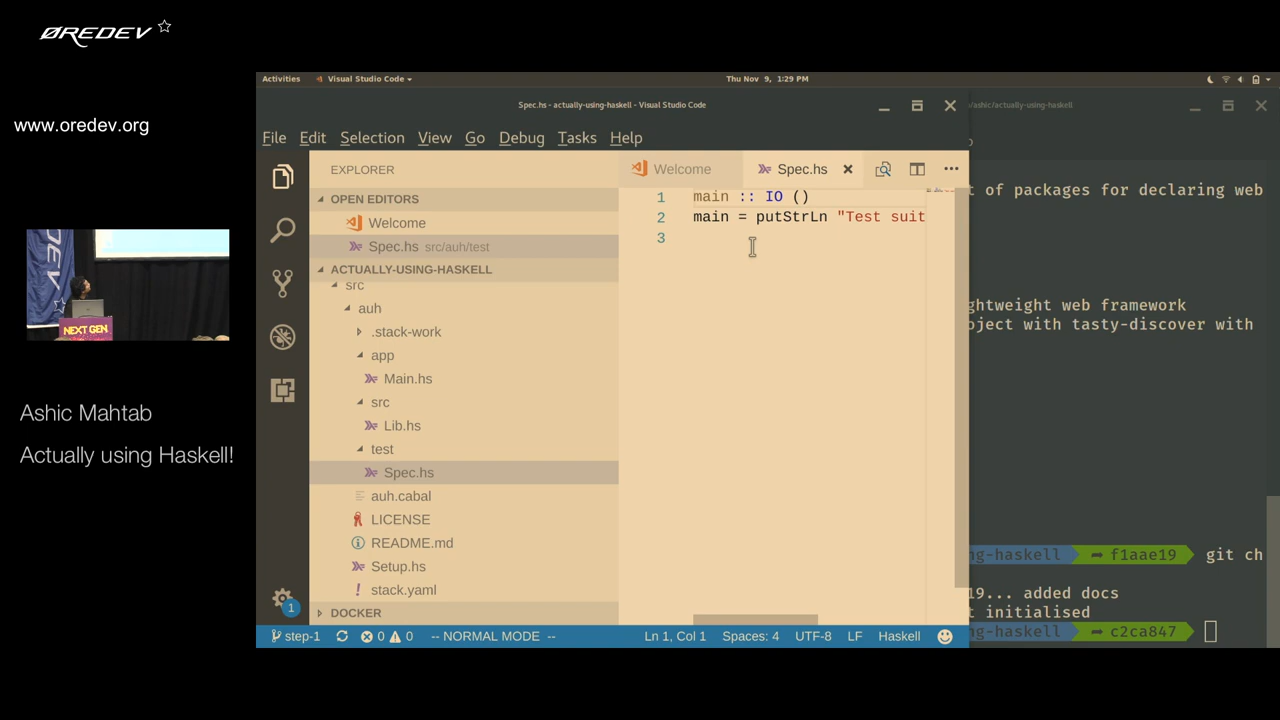 ØREDEV
www.oredev.org
NEXT GEN
Ashic Mahtab
Actually using Haskell!
Activities
Visual Studio Code
Thu Nov 9, 1:29 PM
Spec.hs - actually-using-haskell - Visual Studio Code
/ashic/actually-using-haskell
File Edit Selection View Go Debug Tasks Help
EXPLORER
OPEN EDITORS
Welcome
Spec.hs src/auh/test
ACTUALLY-USING-HASKELL
src
auh
.stack-work
app
Main.hs
src
Lib.hs
test
Spec.hs
auh.cabal
LICENSE
README.md
Setup.hs
stack.yaml
DOCKER
1
Welcome
Spec.hs
1 main :: IO ()
2 main = putStrLn "Test suit
3
step-1 0 0 -- NORMAL MODE -- Ln 1, Col 1 Spaces: 4 UTF-8 LF Haskell
t of packages for declaring web
ghtweight web framework
oject with tasty-discover with
ng-haskell f1aae19 git ch
19... added docs
t initialised
ng-haskell c2ca847